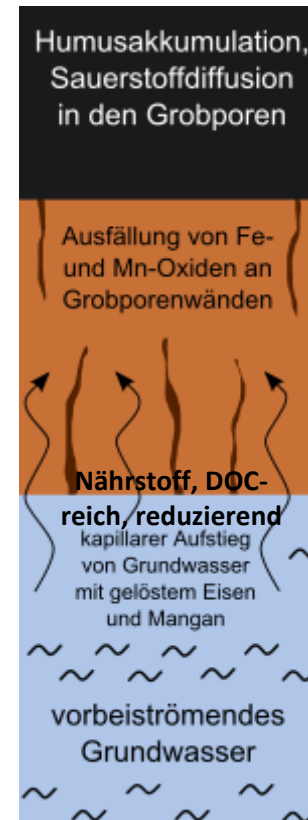 Humusakkumulation,
Sauerstoffdiffusion
in den Grobporen
Ausfällung von Fe-
und Mn-Oxiden an
Grobporenwänden
Nährstoff, DOC-
reich, reduzierend
kapillarer Aufstieg
von Grundwasser
mit gelöstem Eisen
und Mangan
vorbeiströmendes
Grundwasser